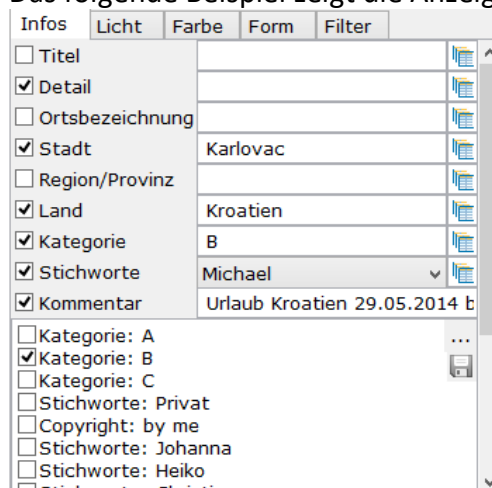 Das folgende Beispiel zeigt die Anzeig
Infos Licht Farbe Form Filter
Titel
Detail
Ortsbezeichnung
Stadt Karlovac
Region/Provinz
Land Kroatien
Kategorie B
Stichworte Michael
Kommentar Urlaub Kroatien 29.05.2014 b
Kategorie: A ...
Kategorie: B
Kategorie: C
Stichworte: Privat
Copyright: by me
Stichworte: Johanna
Stichworte: Heiko